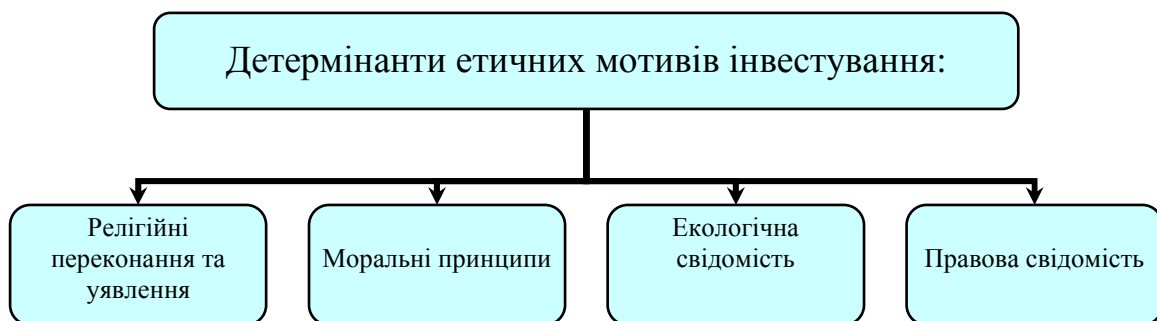 Детермінанти етичних мотивів інвестування:
Релігійні
переконання та
уявлення
Моральні принципи
Екологічна
свідомість
Правова свідомість